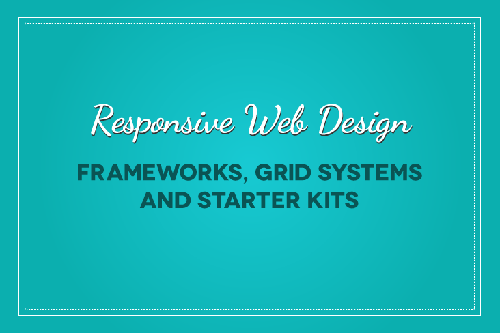 Responsive Web Design
FRAMEWORKS, GRID SYSTEMS
AND STARTER KITS